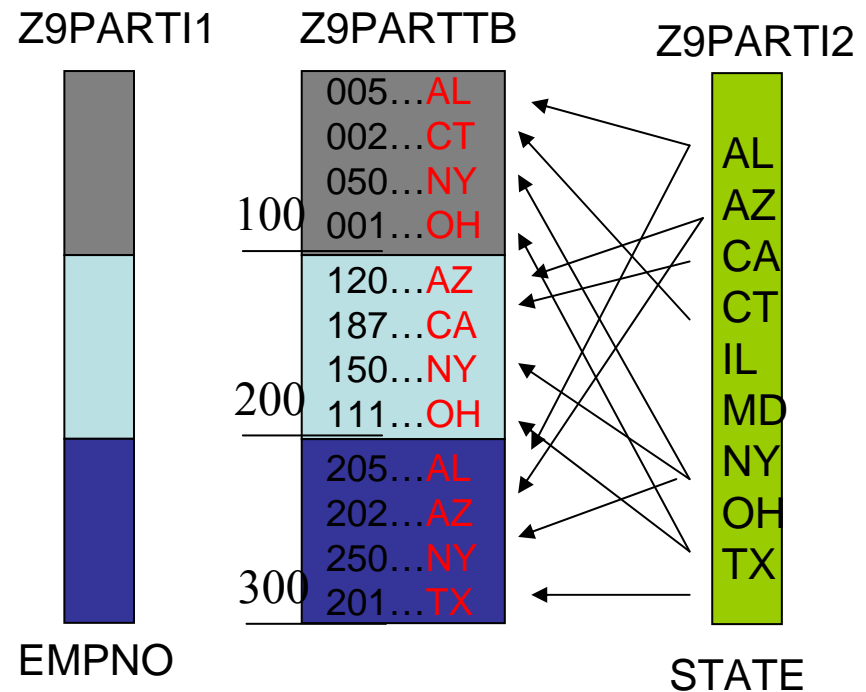 Z9PARTI1
Z9PARTTB
Z9PARTI2
005...AL
002...CT
050...NY
100
001...OH
120...AZ
187...CA
150...NY
200
111...OH
205...AL
202...AZ
250...NY
300
201...TX
AL
AZ
CA
CT
IL
MD
NY
OH
TX
EMPNO
STATE